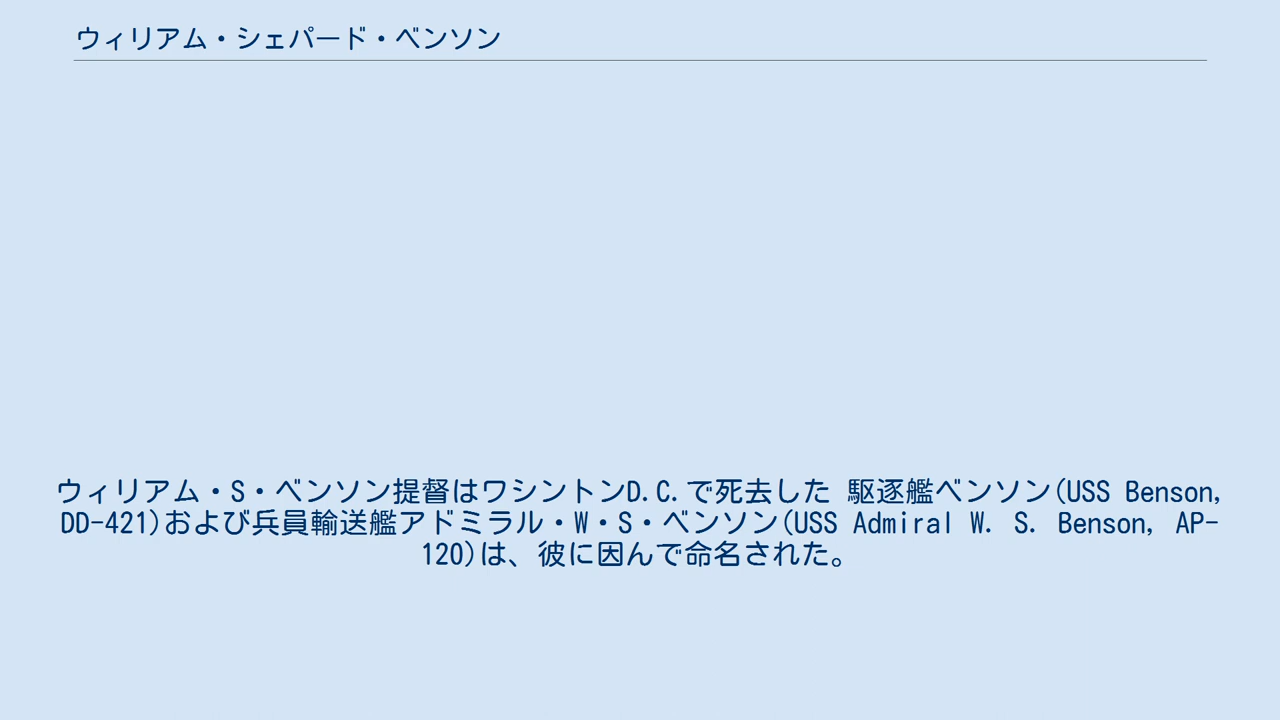 ウィリアム・シェパード・ベンソン
ウィリアム・S・ベンソン提督はワシントンD.C.で死去した 駆逐艦ベンソン(USS Benson,
DD-421)および兵員輸送艦アドミラル・W・S・ベンソン(USS Admiral W. S. Benson, AP-
120)は、彼に因んで命名された。